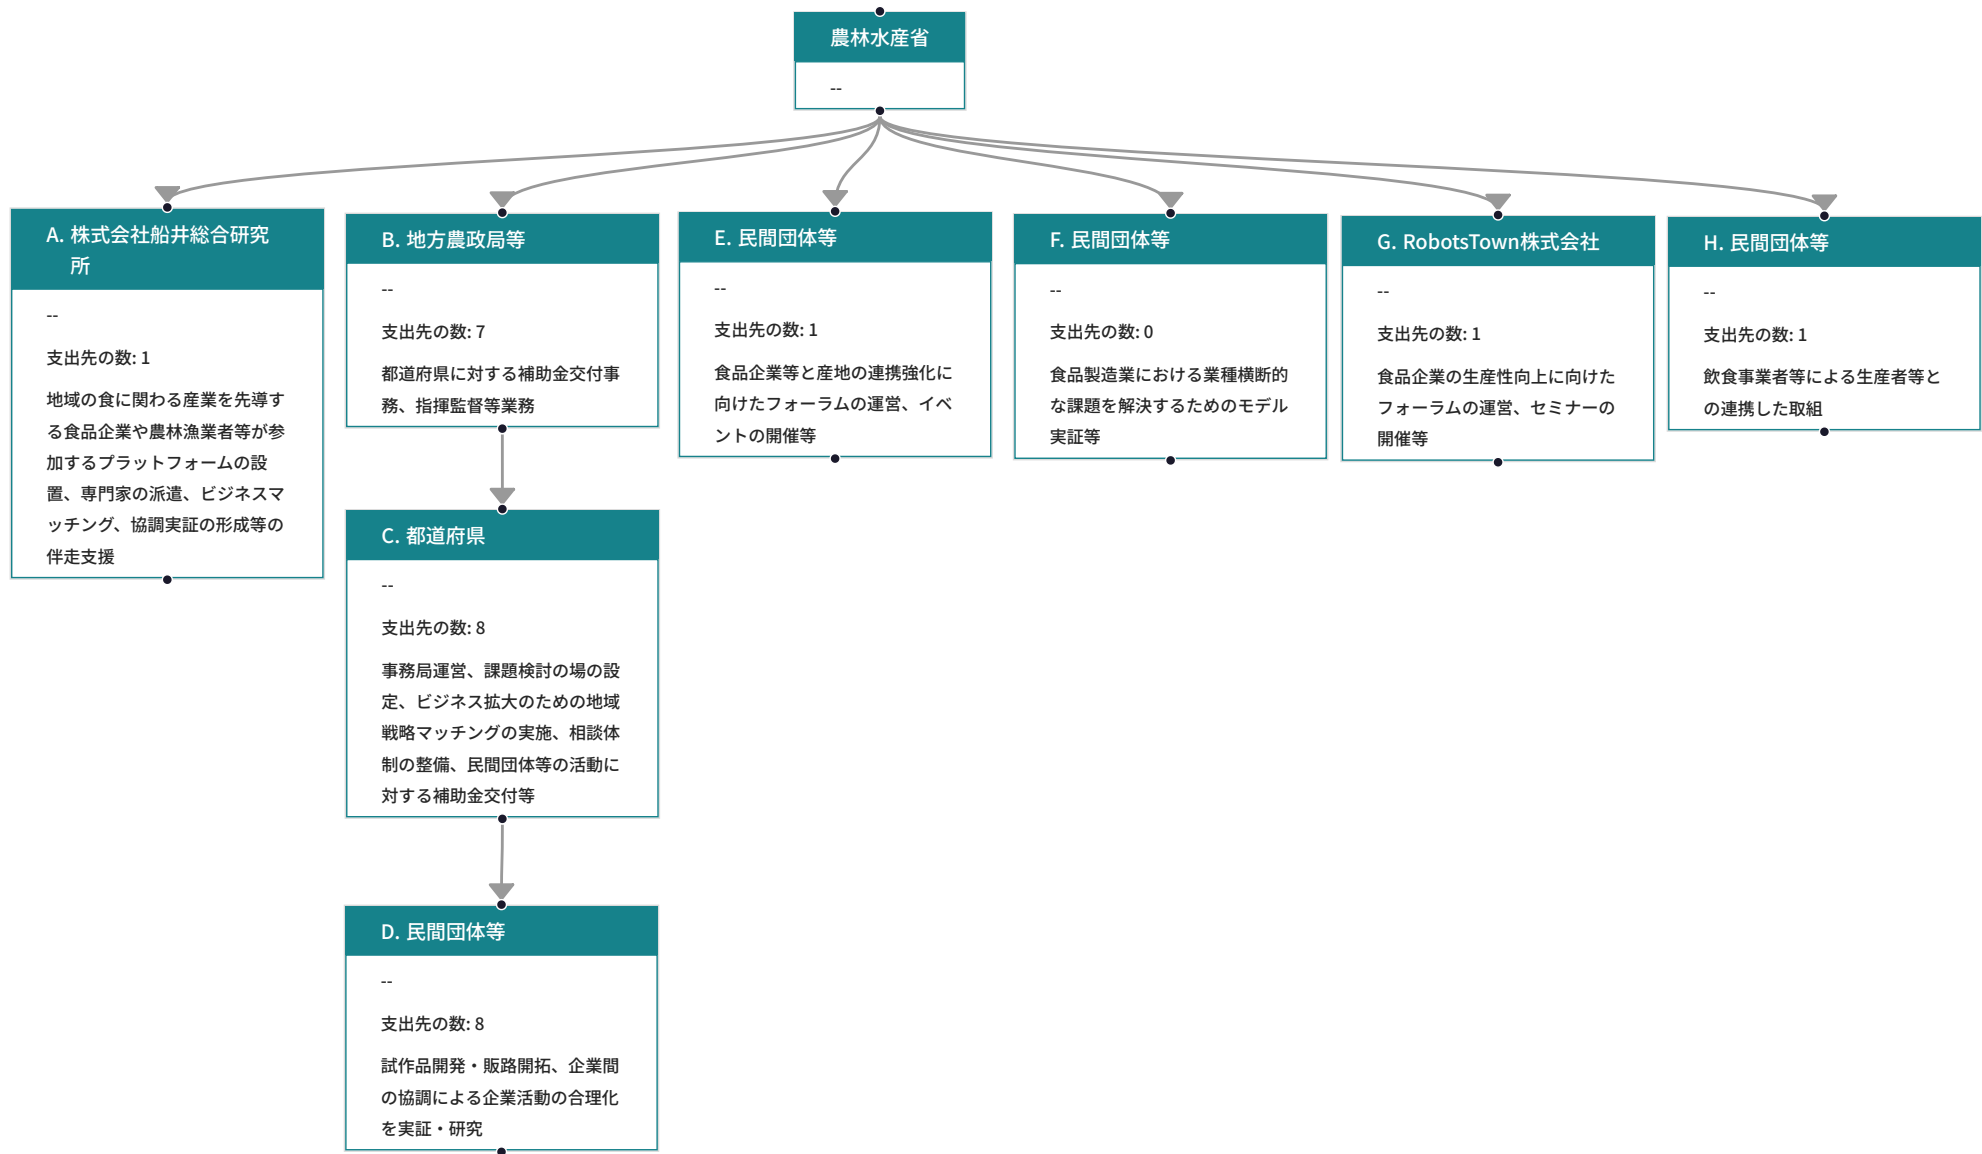 農林水産省
--
A. 株式会社船井総合研究
所
--
支出先の数: 1
地域の食に関わる産業を先導す
る食品企業や農林漁業者等が参
加するプラットフォームの設
置、専門家の派遣、ビジネスマ
ッチング、協調実証の形成等の
伴走支援
B. 地方農政局等
--
支出先の数: 7
都道府県に対する補助金交付事
務、指揮監督等業務
C. 都道府県
--
支出先の数: 8
事務局運営、課題検討の場の設
定、ビジネス拡大のための地域
戦略マッチングの実施、相談体
制の整備、民間団体等の活動に
対する補助金交付等
D. 民間団体等
--
支出先の数: 8
試作品開発・販路開拓、企業間
の協調による企業活動の合理化
を実証・研究
E. 民間団体等
--
支出先の数: 1
食品企業等と産地の連携強化に
向けたフォーラムの運営、イベ
ントの開催等
F. 民間団体等
--
支出先の数: 0
食品製造業における業種横断的
な課題を解決するためのモデル
実証等
G. RobotsTown株式会社
--
支出先の数: 1
食品企業の生産性向上に向けた
フォーラムの運営、セミナーの
開催等
H. 民間団体等
--
支出先の数: 1
飲食事業者等による生産者等と
の連携した取組